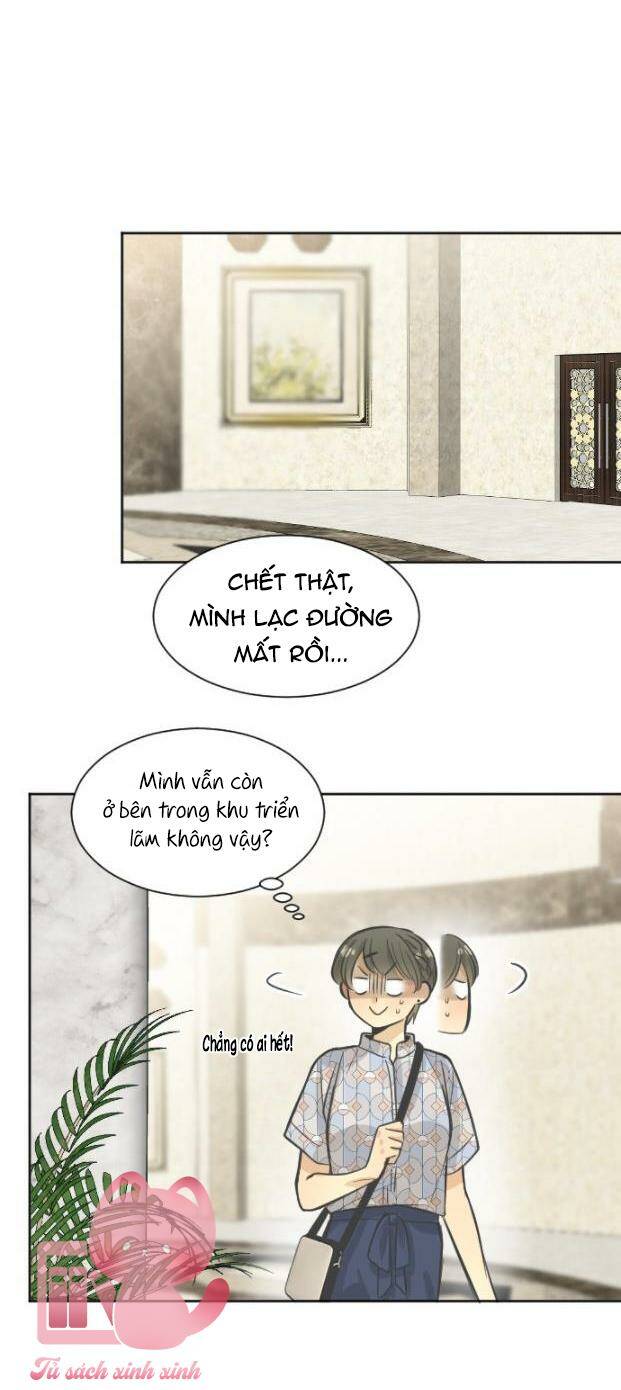 CHẾT THẬT,
MÌNH LẠC ĐƯỜNG
MẤT RỒI...
Mình vẫn còn
ở bên trong khu triển
lãm không vậy?
Chẳng có ai hết!
Tủ sách xinh xinh